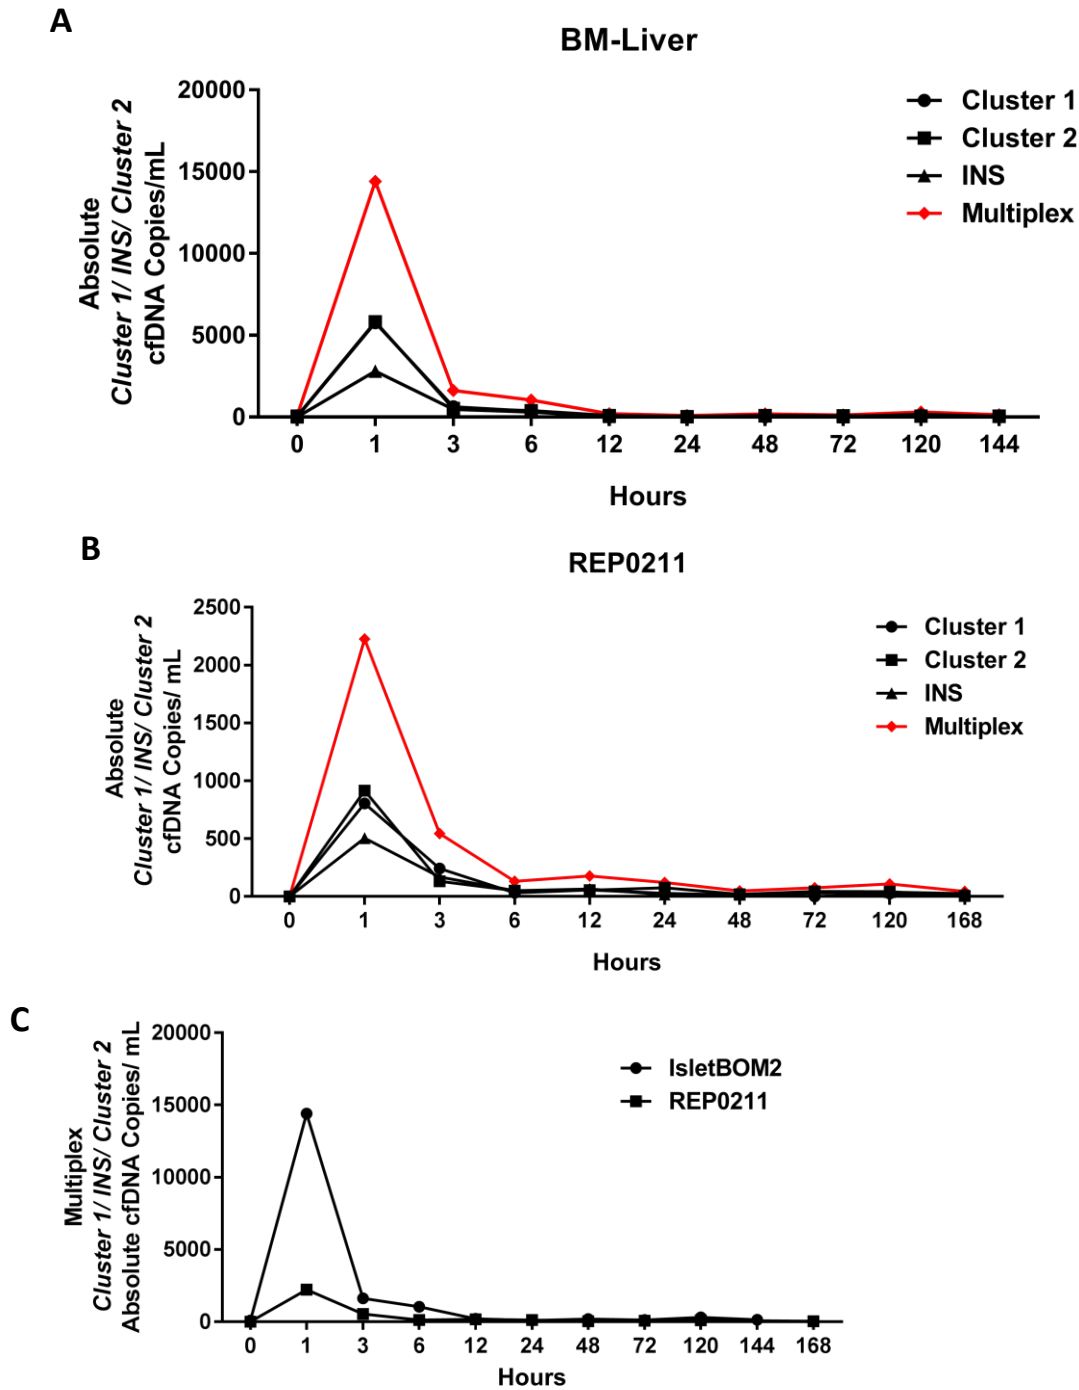 A
BM-Liver
Absolute
Cluster 1/ INS/ Cluster 2
cfDNA Copies/mL
20000
15000
10000
5000
0
Cluster 1
Cluster 2
INS
Multiplex
0 1 3 6 12 24 48 72 120 144
Hours
B
REP0211
Absolute
Cluster 1/ INS/ Cluster 2
cfDNA Copies/ mL
2500
2000
1500
1000
500
0
Cluster 1
Cluster 2
INS
Multiplex
0 1 3 6 12 24 48 72 120 168
Hours
C
Multiplex
Cluster 1/ INS/ Cluster 2
Absolute cfDNA Copies/ mL
20000
15000
10000
5000
0
IsletBOM2
REP0211
0 1 3 6 12 24 48 72 120 144 168
Hours